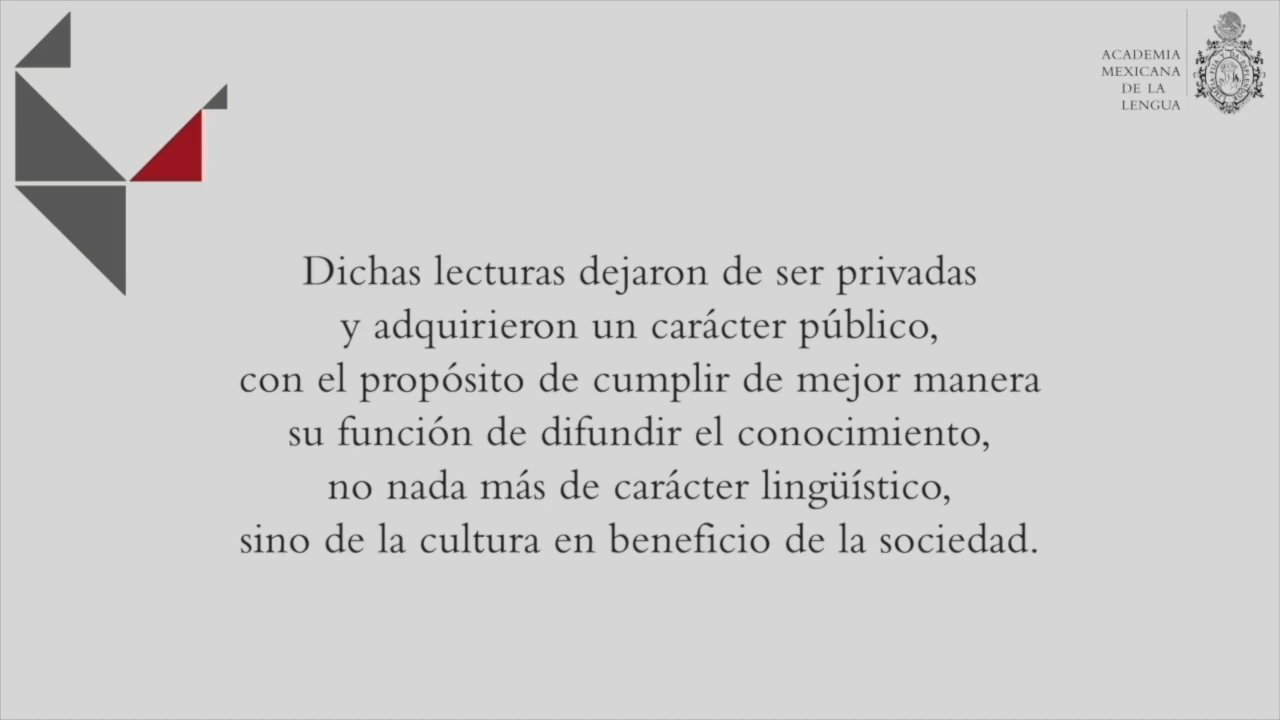 ACADEMIA
MEXICANA
DE LA
LENGUA
Dichas lecturas dejaron de ser privadas
y adquirieron un carácter público,
con el propósito de cumplir de mejor manera
su función de difundir el conocimiento,
no nada más de carácter lingüístico,
sino de la cultura en beneficio de la sociedad.